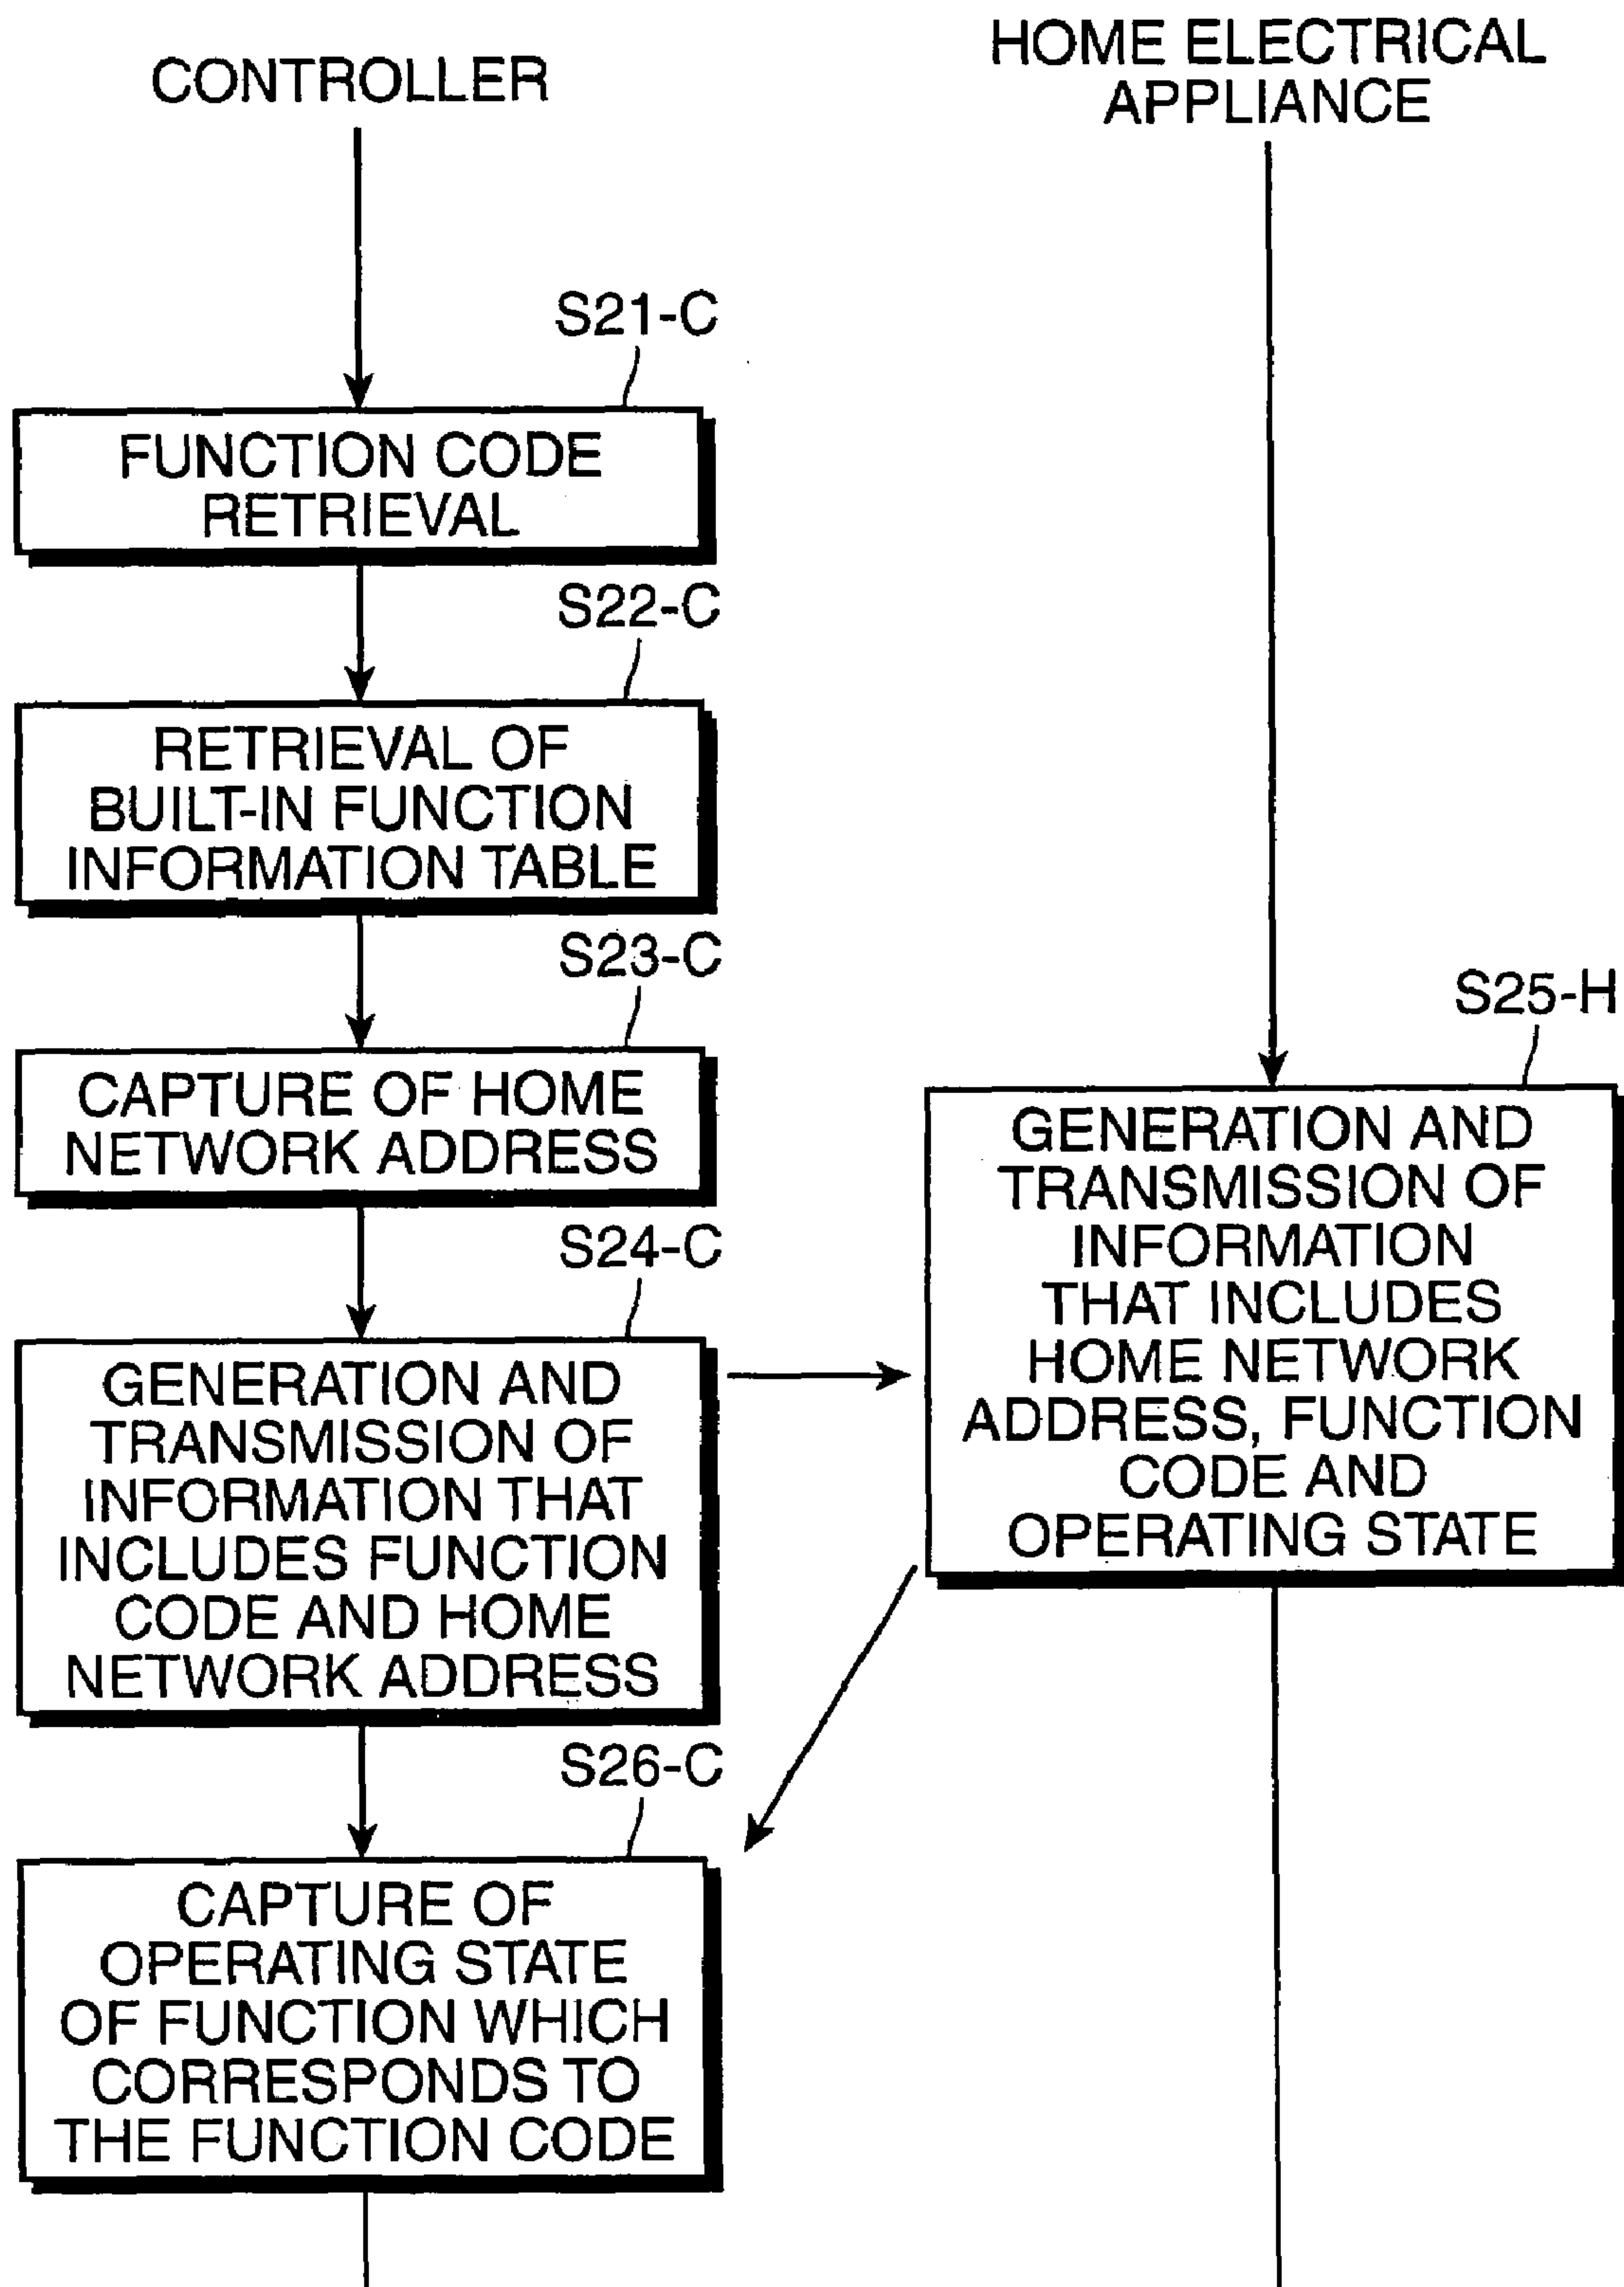 CONTROLLER
HOME ELECTRICAL
APPLIANCE
S21-C
FUNCTION CODE
RETRIEVAL
S22-C
RETRIEVAL OF
BUILT-IN FUNCTION
INFORMATION TABLE
S23-C
CAPTURE OF HOME
NETWORK ADDRESS
S24-C
GENERATION AND
TRANSMISSION OF
INFORMATION THAT
INCLUDES FUNCTION
CODE AND HOME
NETWORK ADDRESS
S25-H
GENERATION AND
TRANSMISSION OF
INFORMATION
THAT INCLUDES
HOME NETWORK
ADDRESS, FUNCTION
CODE AND
OPERATING STATE
S26-C
CAPTURE OF
OPERATING STATE
OF FUNCTION WHICH
CORRESPONDS TO
THE FUNCTION CODE